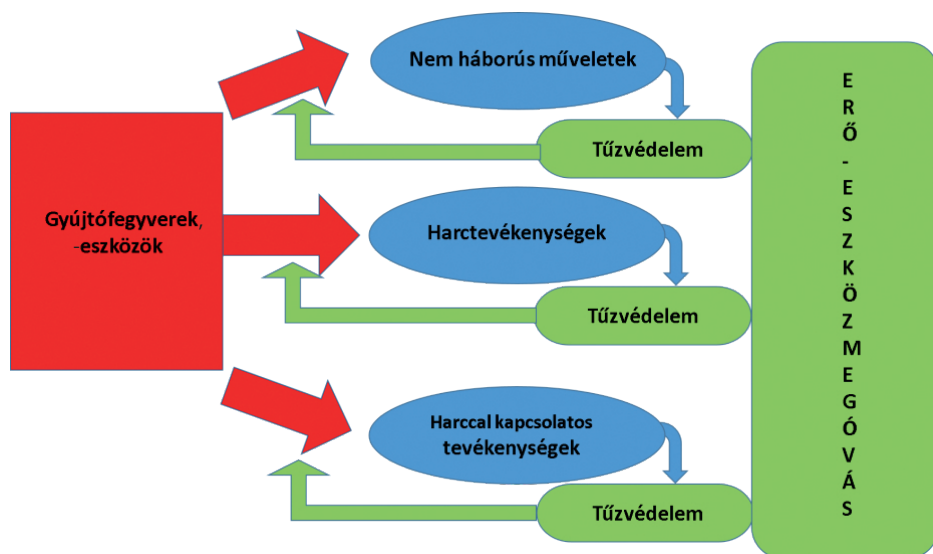 Gyújtófegyverek,
-eszközök
Nem háborús műveletek
Tűzvédelem
Harctevékenységek
Tűzvédelem
Harccal kapcsolatos
tevékenységek
Tűzvédelem
E
R
Ő
-
E
S
Z
K
Ö
Z
M
E
G
Ó
V
Á
S